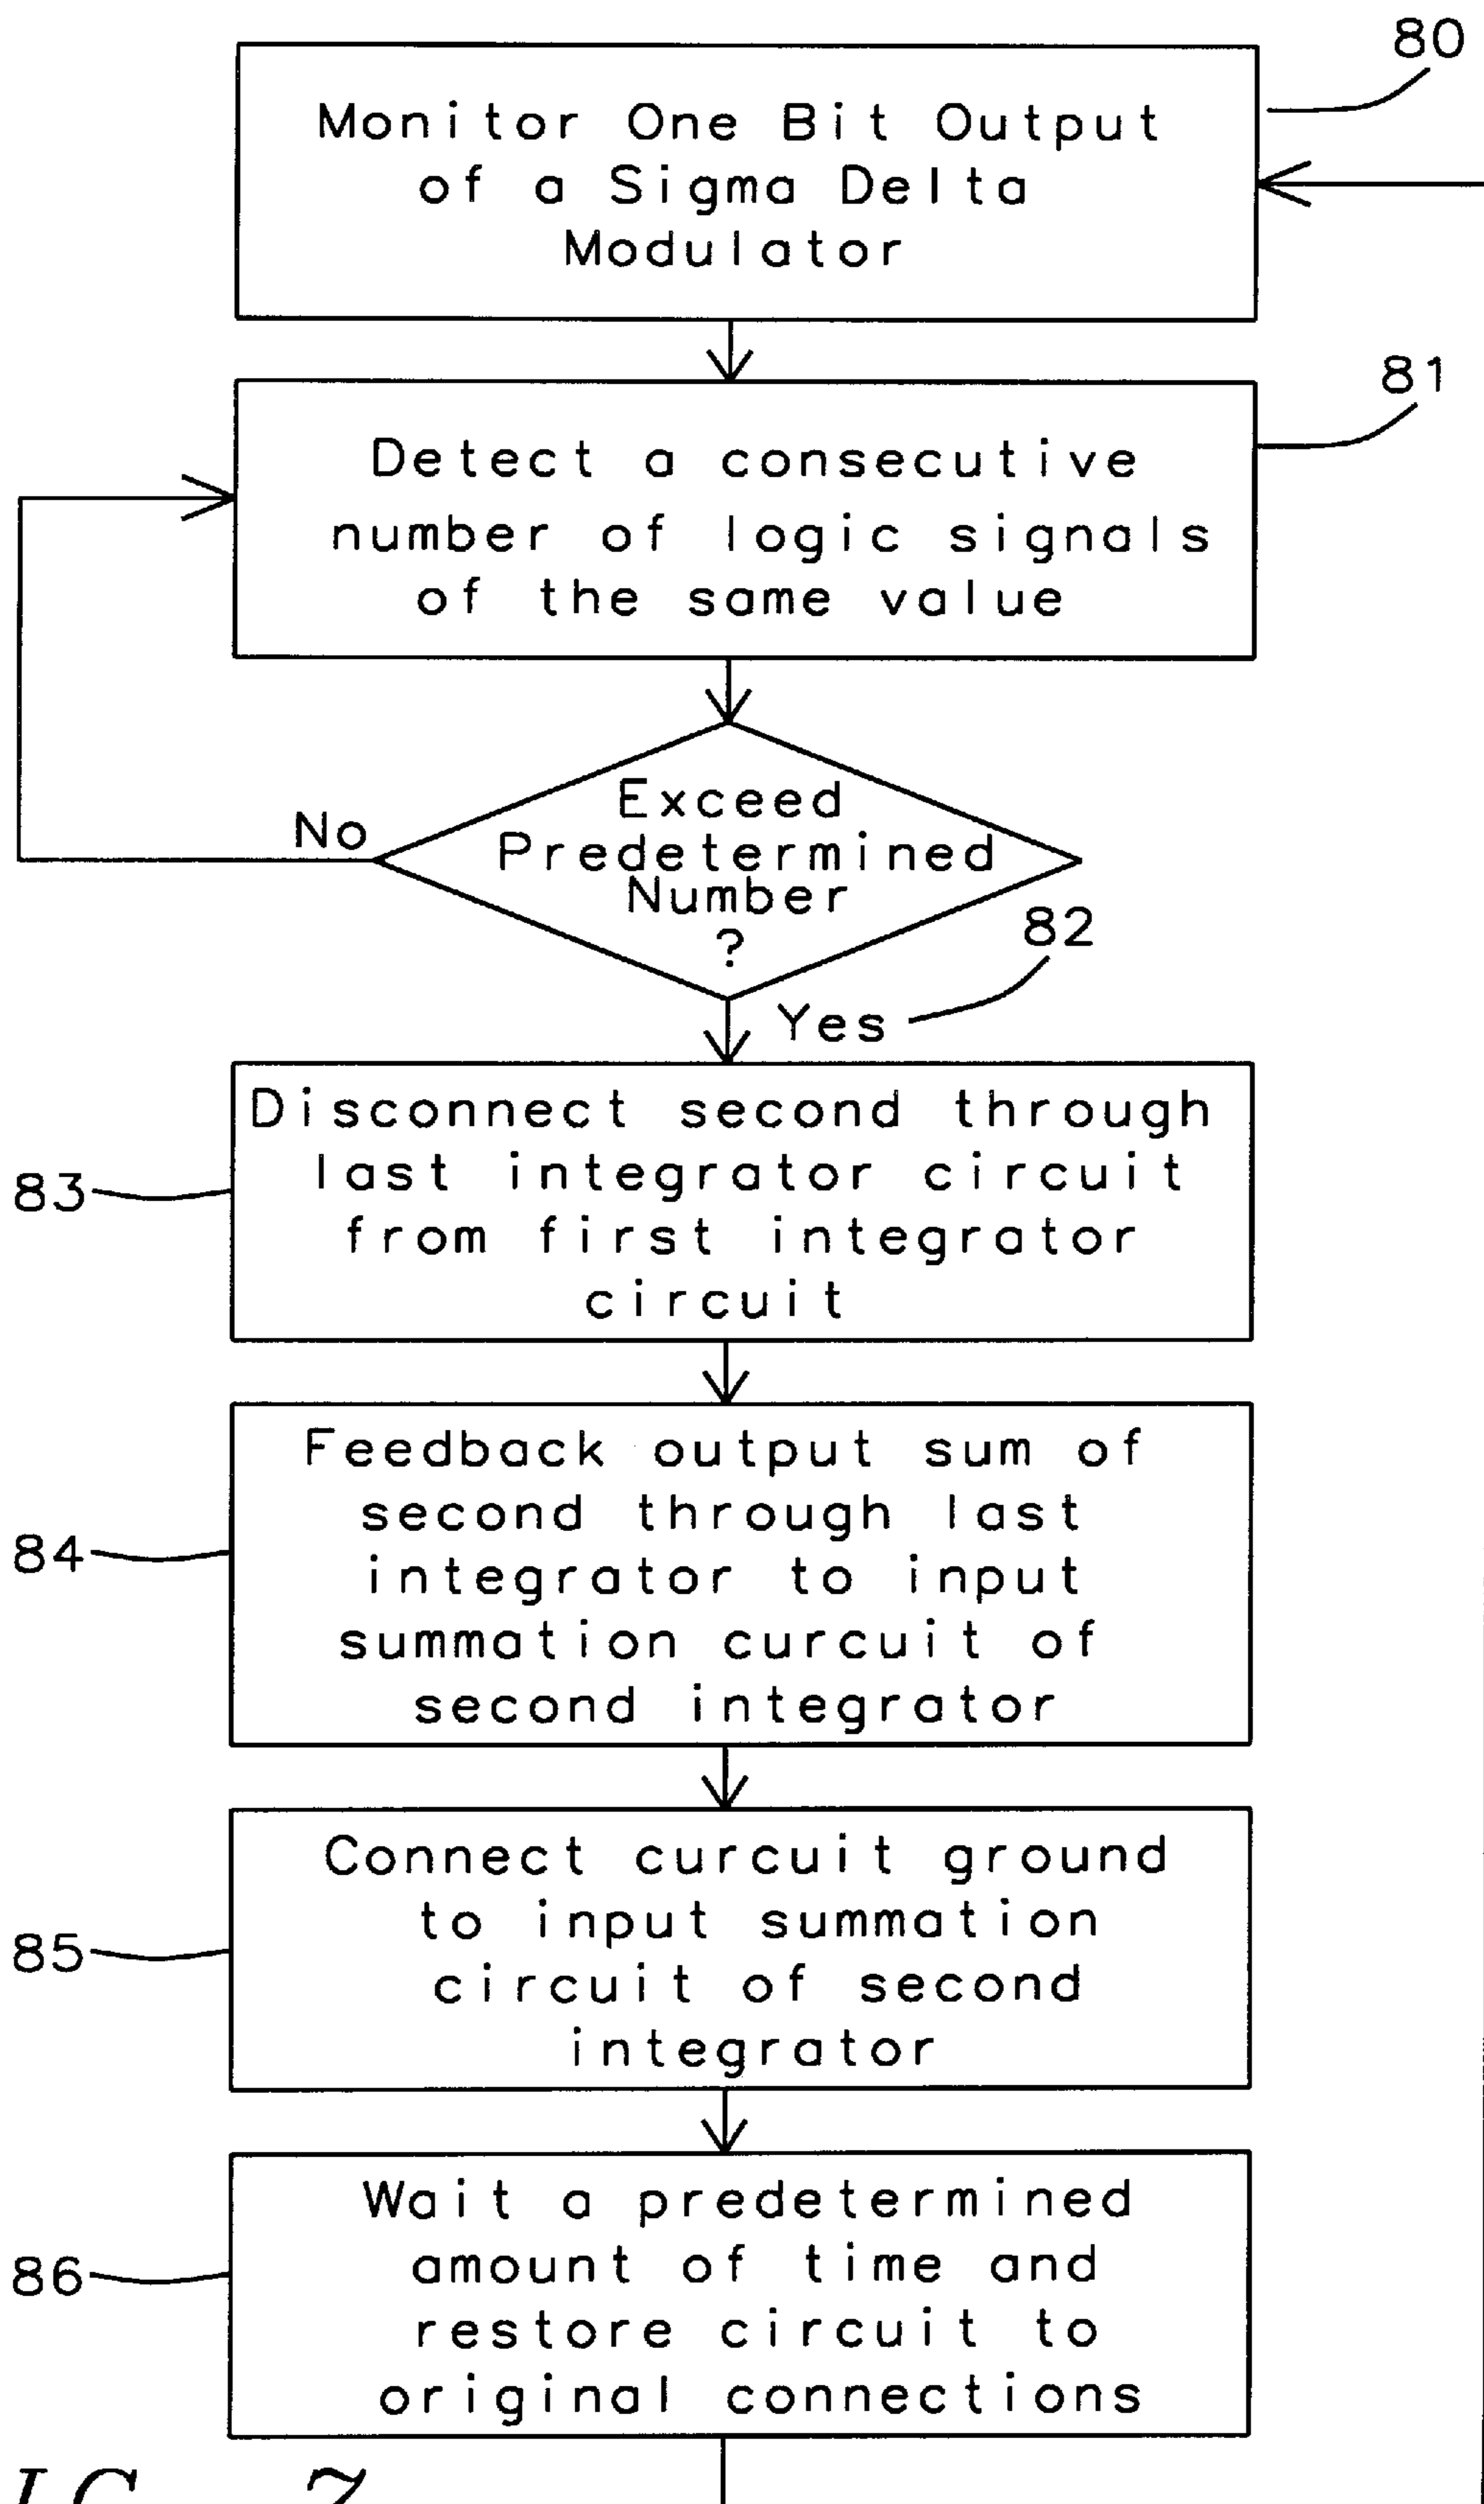 80
Monitor One Bit Output
of a Sigma Delta
Modulator
81
Detect a consecutive
number of logic signals
of the same value
No
Exceed
Predetermined
Number
?
82
Yes
83
Disconnect second through
last integrator circuit
from first integrator
circuit
84
Feedback output sum of
second through last
integrator to input
summation curcuit of
second integrator
85
Connect curcuit ground
to input summation
circuit of second
integrator
86
Wait a predetermined
amount of time and
restore circuit to
original connections